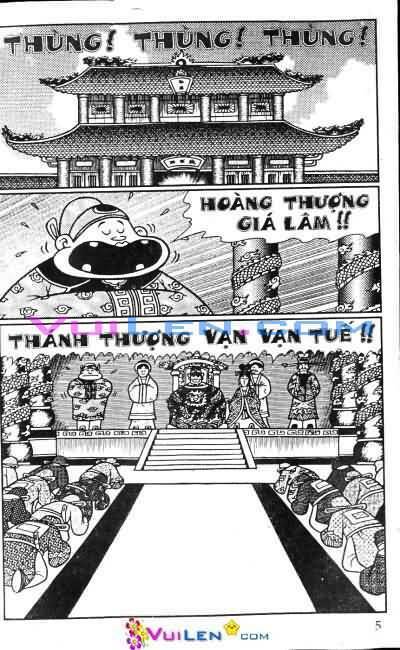 THÙNG! THÙNG! THÙNG!
HOÀNG THƯỢNG
GIÁ LÂM!!
VUILEN.COM
THÁNH THƯỢNG VẠN VẠN TUẾ!!
5
VUILEN.COM